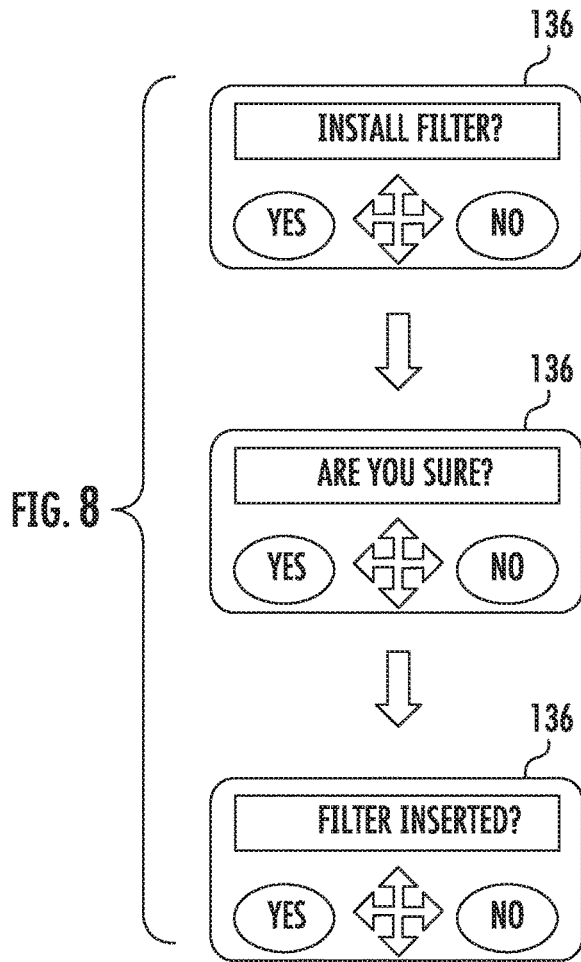 136
INSTALL FILTER?
YES NO
136
ARE YOU SURE?
YES NO
FIG. 8
136
FILTER INSERTED?
YES NO